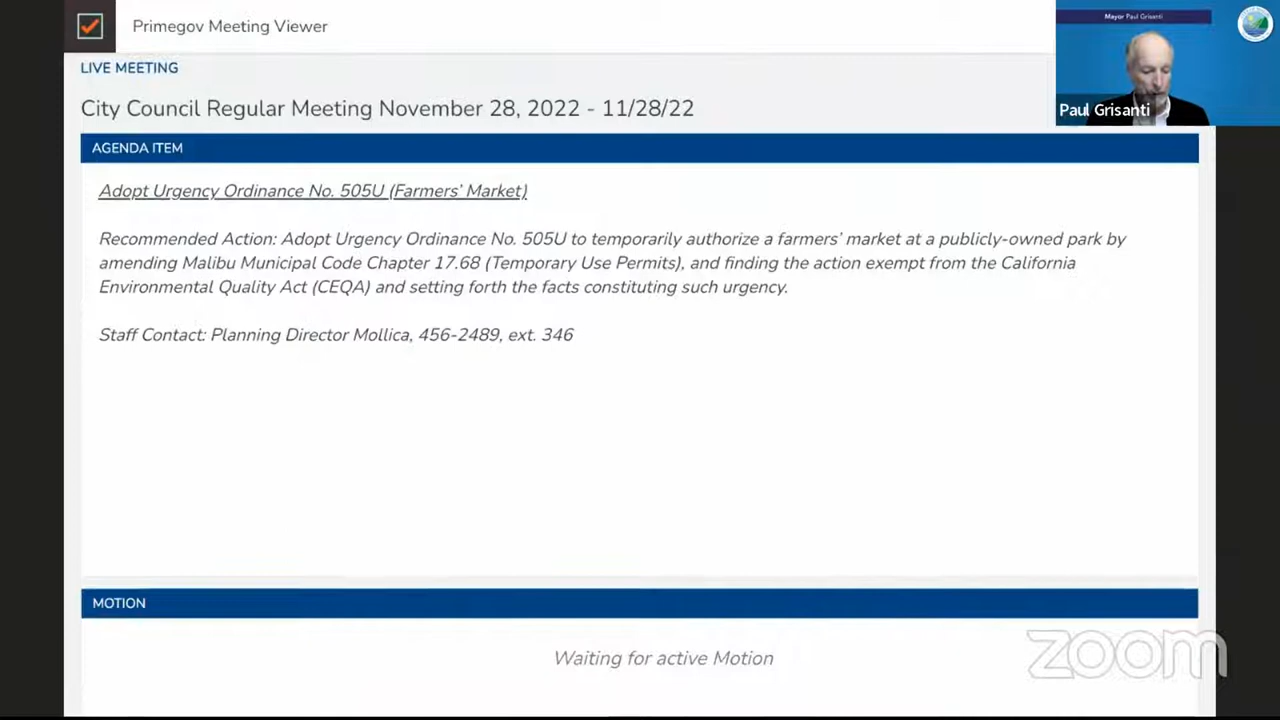 Primegov Meeting Viewer
Mayor Paul Grisanti
LIVE MEETING
Paul Grisanti
City Council Regular Meeting November 28, 2022 - 11/28/22
AGENDA ITEM
Adopt Urgency Ordinance No. 505U (Farmers’ Market)
Recommended Action: Adopt Urgency Ordinance No. 505U to temporarily authorize a farmers’ market at a publicly-owned park by
amending Malibu Municipal Code Chapter 17.68 (Temporary Use Permits), and finding the action exempt from the California
Environmental Quality Act (CEQA) and setting forth the facts constituting such urgency.
Staff Contact: Planning Director Mollica, 456-2489, ext. 346
MOTION
Waiting for active Motion
zoom